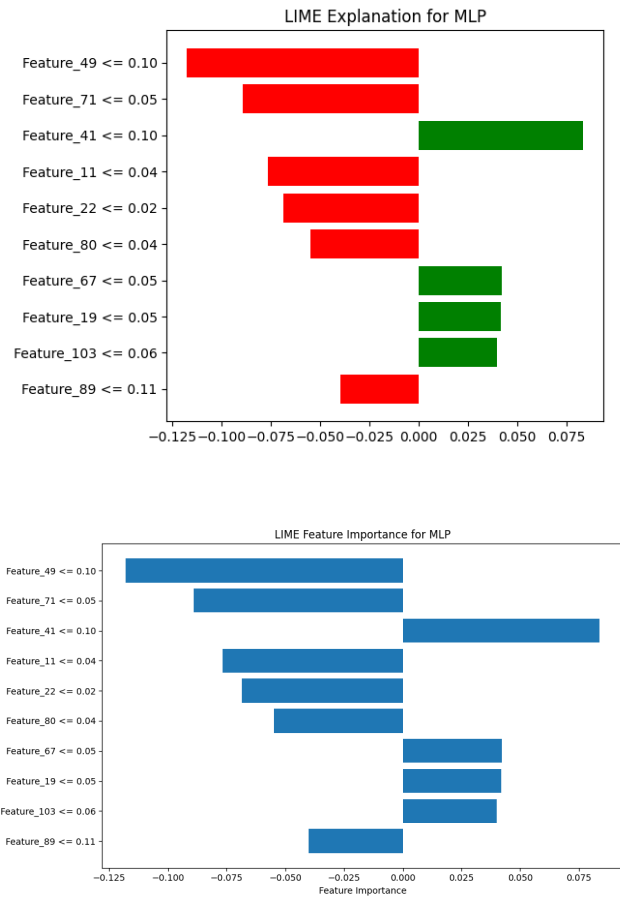 LIME Explanation for MLP
Feature_49 <= 0.10
Feature_71 <= 0.05
Feature_41 <= 0.10
Feature_11 <= 0.04
Feature_22 <= 0.02
Feature_80 <= 0.04
Feature_67 <= 0.05
Feature_19 <= 0.05
Feature_103 <= 0.06
Feature_89 <= 0.11
−0.125 −0.100 −0.075 −0.050 −0.025 0.000 0.025 0.050 0.075
LIME Feature Importance for MLP
Feature_49 <= 0.10
Feature_71 <= 0.05
Feature_41 <= 0.10
Feature_11 <= 0.04
Feature_22 <= 0.02
Feature_80 <= 0.04
Feature_67 <= 0.05
Feature_19 <= 0.05
Feature_103 <= 0.06
Feature_89 <= 0.11
−0.125 −0.100 −0.075 −0.050 −0.025 0.000 0.025 0.050 0.075
Feature Importance